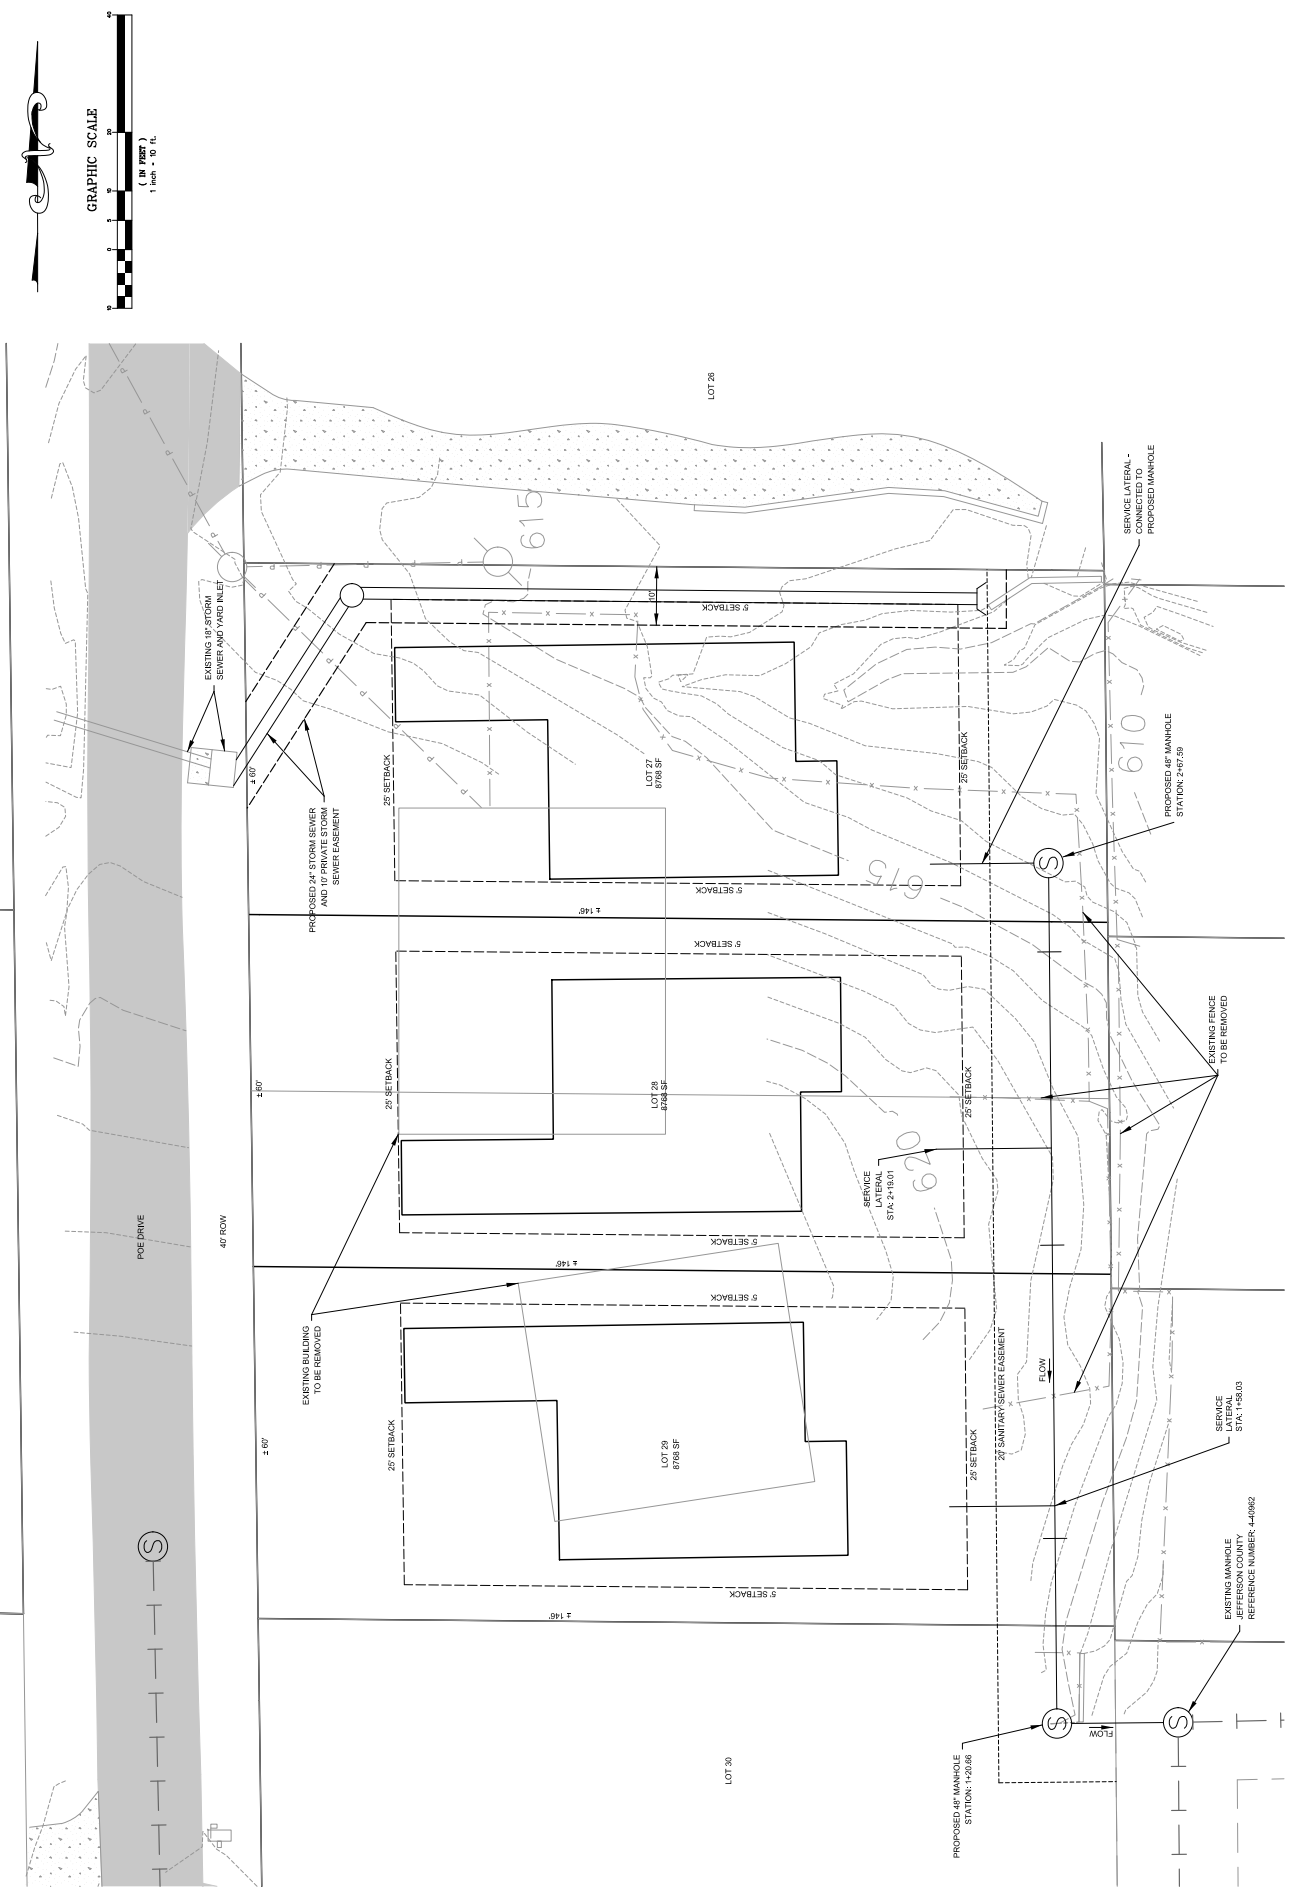 40
20
10
5
0
10
GRAPHIC SCALE
( IN FEET )
1 inch = 10 ft.
LOT 26
SERVICE LATERAL -
CONNECTED TO
PROPOSED MANHOLE
615
EXISTING 18" STORM
SEWER AND YARD INLET
10'
5' SETBACK
PROPOSED 24" STORM SEWER
AND 10' PRIVATE STORM
SEWER EASEMENT
± 60'
25' SETBACK
LOT 27
8768 SF
25' SETBACK
610
PROPOSED 48" MANHOLE
STATION: 2+67.59
S
615
5' SETBACK
± 146'
5' SETBACK
± 60'
25' SETBACK
LOT 28
8768 SF
25' SETBACK
EXISTING FENCE
TO BE REMOVED
620
SERVICE
LATERAL
STA: 2+19.01
POE DRIVE
40' ROW
5' SETBACK
± 146'
5' SETBACK
EXISTING BUILDING
TO BE REMOVED
FLOW
20' SANITARY SEWER EASEMENT
± 60'
25' SETBACK
LOT 29
8768 SF
25' SETBACK
SERVICE
LATERAL
STA: 1+58.03
S
5' SETBACK
± 146'
EXISTING MANHOLE
JEFFERSON COUNTY
REFERENCE NUMBER: 4-40962
S
S
FLOW
PROPOSED 48" MANHOLE
STATION: 1+20.66
LOT 30